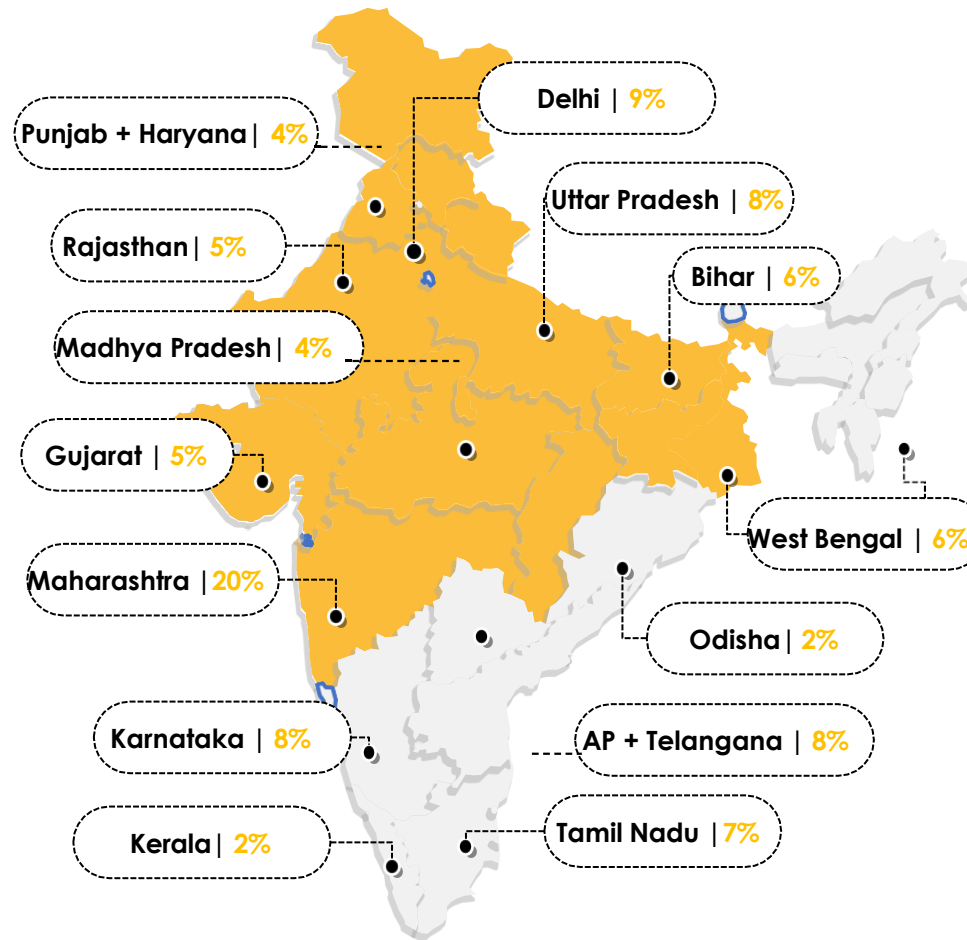 Delhi | 9%
Punjab + Haryana| 4%
Uttar Pradesh | 8%
Rajasthan| 5%
Bihar | 6%
Madhya Pradesh| 4%
Gujarat | 5%
West Bengal | 6%
Maharashtra |20%
Odisha| 2%
Karnataka | 8%
AP + Telangana | 8%
Tamil Nadu |7%
Kerala| 2%